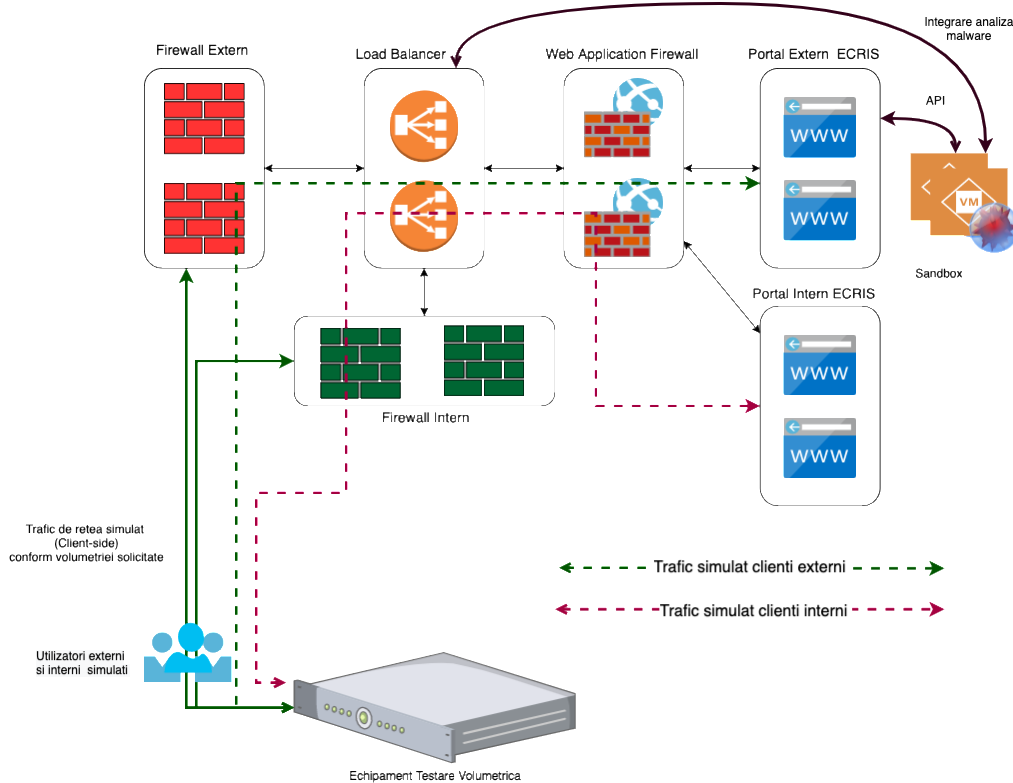 Integrare analiza
malware
Firewall Extern
Load Balancer
Web Application Firewall
Portal Extern ECRIS
API
WWW
WWW
VM
Sandbox
Portal Intern ECRIS
WWW
WWW
Firewall Intern
Trafic de retea simulat
(Client-side)
conform volumetriei solicitate
Trafic simulat clienti externi
Trafic simulat clienti interni
Utilizatori externi
si interni simulati
Echipament Testare Volumetrica